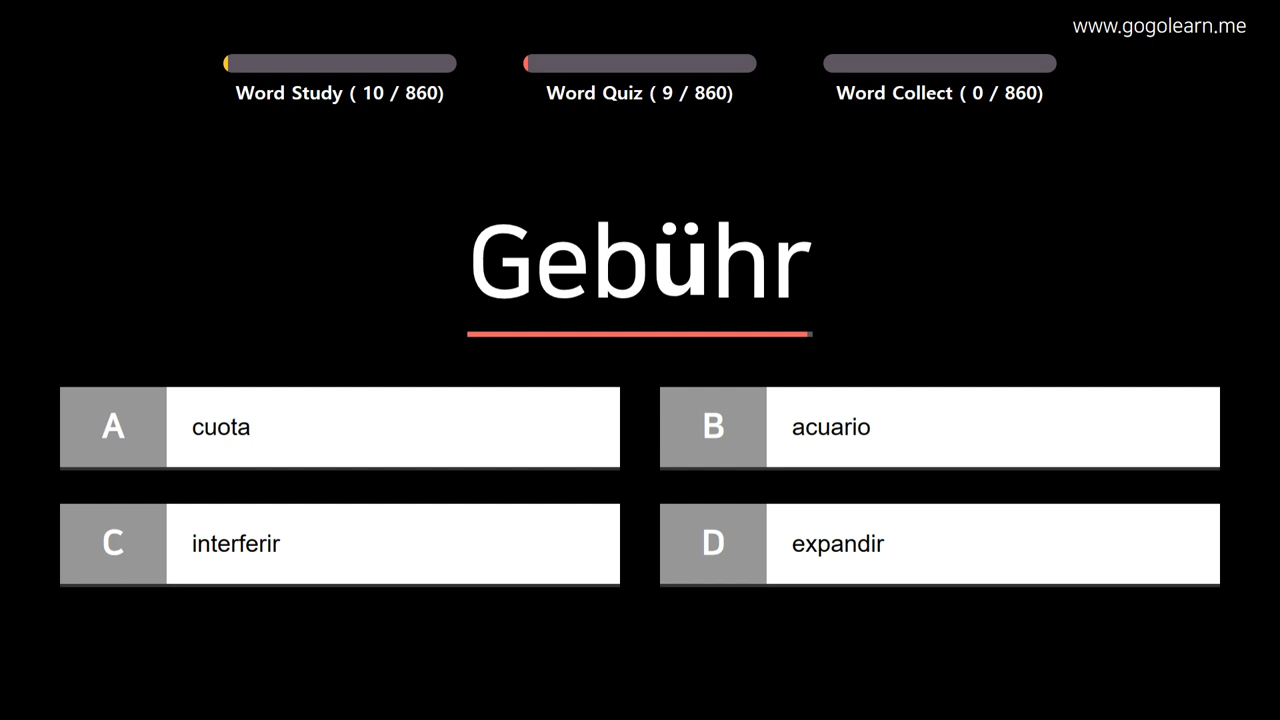 www.gogolearn.me
Word Study ( 10 / 860)
Word Quiz ( 9 / 860)
Word Collect ( 0 / 860)
Gebühr
A cuota
B acuario
C interferir
D expandir